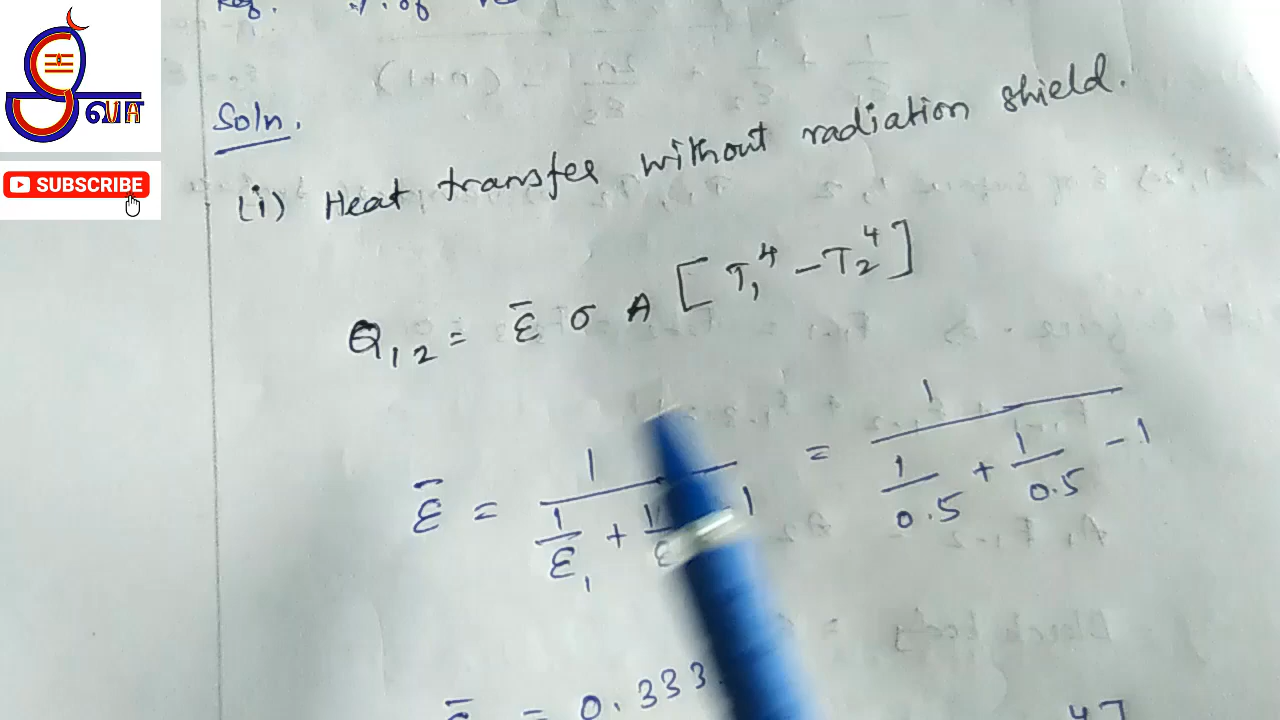 SUBSCRIBE
Soln.
(i) Heat transfer without radiation shield.
Q₁₂ = ε̄ σ A [T₁⁴ - T₂⁴]
ε̄ = 1 / (1/ε₁ + 1/ε - 1) = 1 / (1/0.5 + 1/0.5 - 1)
ε̄ = 0.333